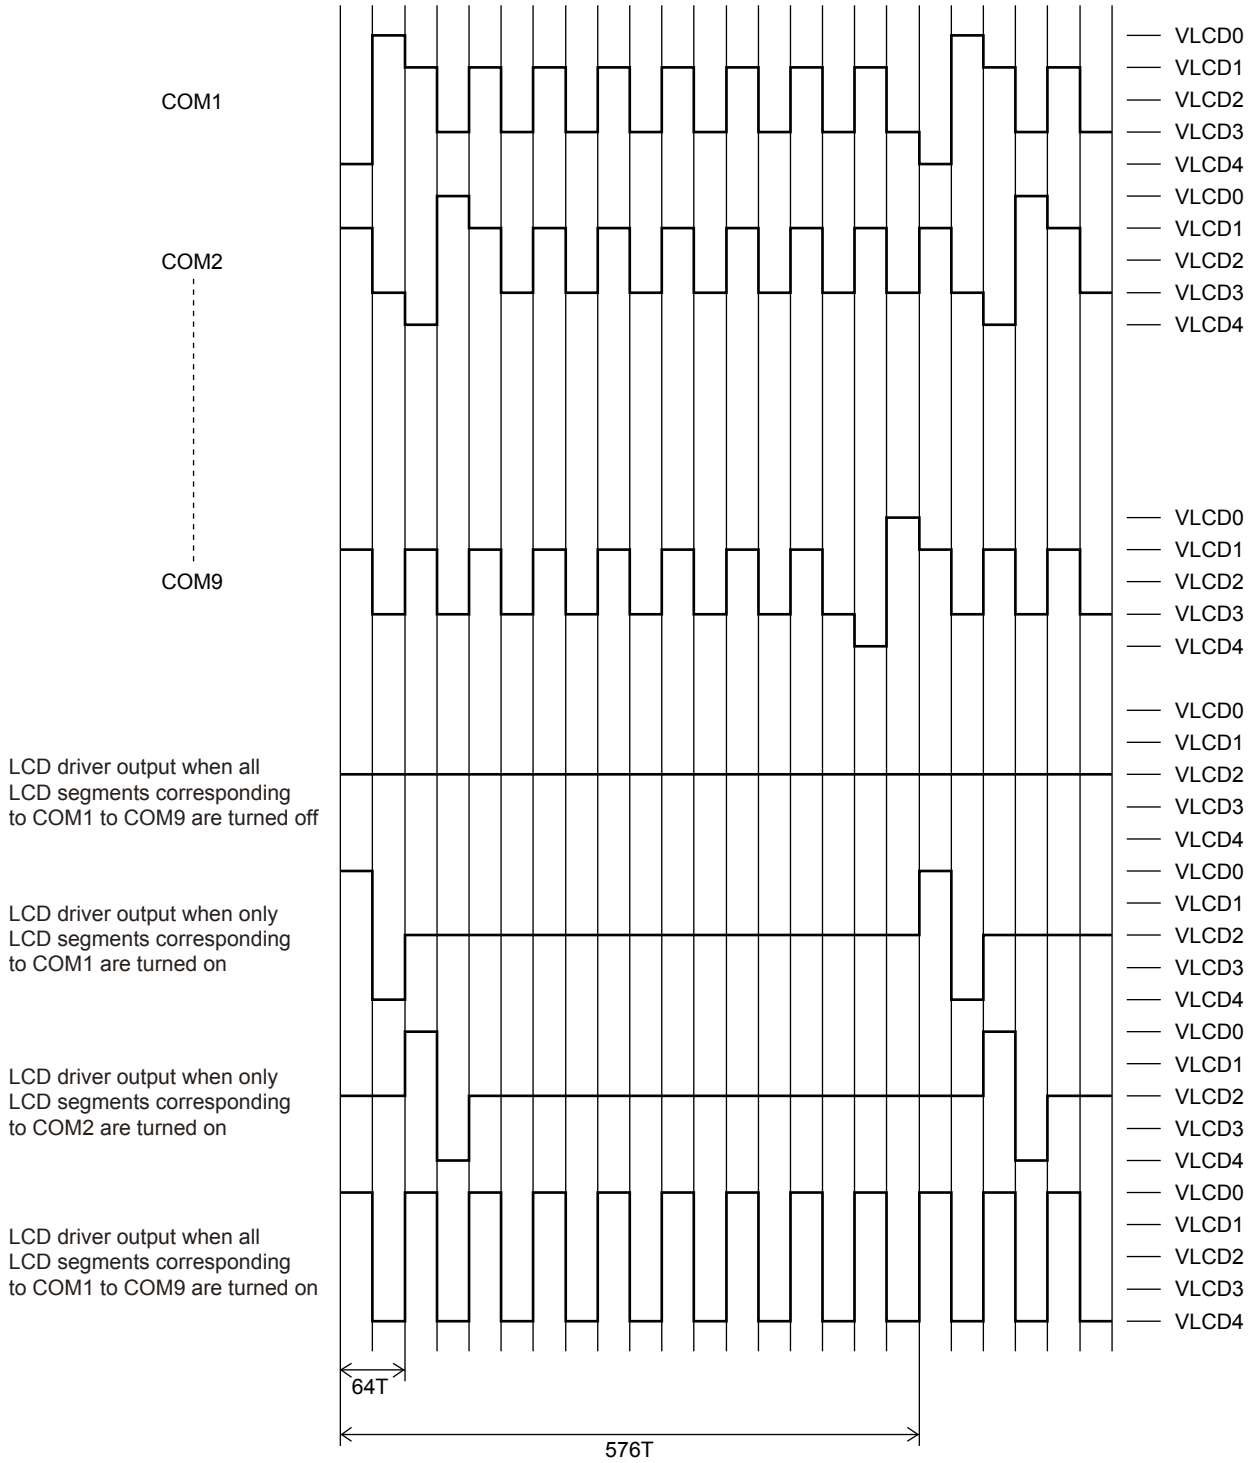 VLCD0
VLCD1
COM1
VLCD2
VLCD3
VLCD4
VLCD0
VLCD1
COM2
VLCD2
VLCD3
VLCD4
VLCD0
VLCD1
COM9
VLCD2
VLCD3
VLCD4
VLCD0
VLCD1
LCD driver output when all
LCD segments corresponding
to COM1 to COM9 are turned off
VLCD2
VLCD3
VLCD4
VLCD0
VLCD1
LCD driver output when only
LCD segments corresponding
to COM1 are turned on
VLCD2
VLCD3
VLCD4
VLCD0
VLCD1
LCD driver output when only
LCD segments corresponding
to COM2 are turned on
VLCD2
VLCD3
VLCD4
VLCD0
VLCD1
LCD driver output when all
LCD segments corresponding
to COM1 to COM9 are turned on
VLCD2
VLCD3
VLCD4
64T
576T